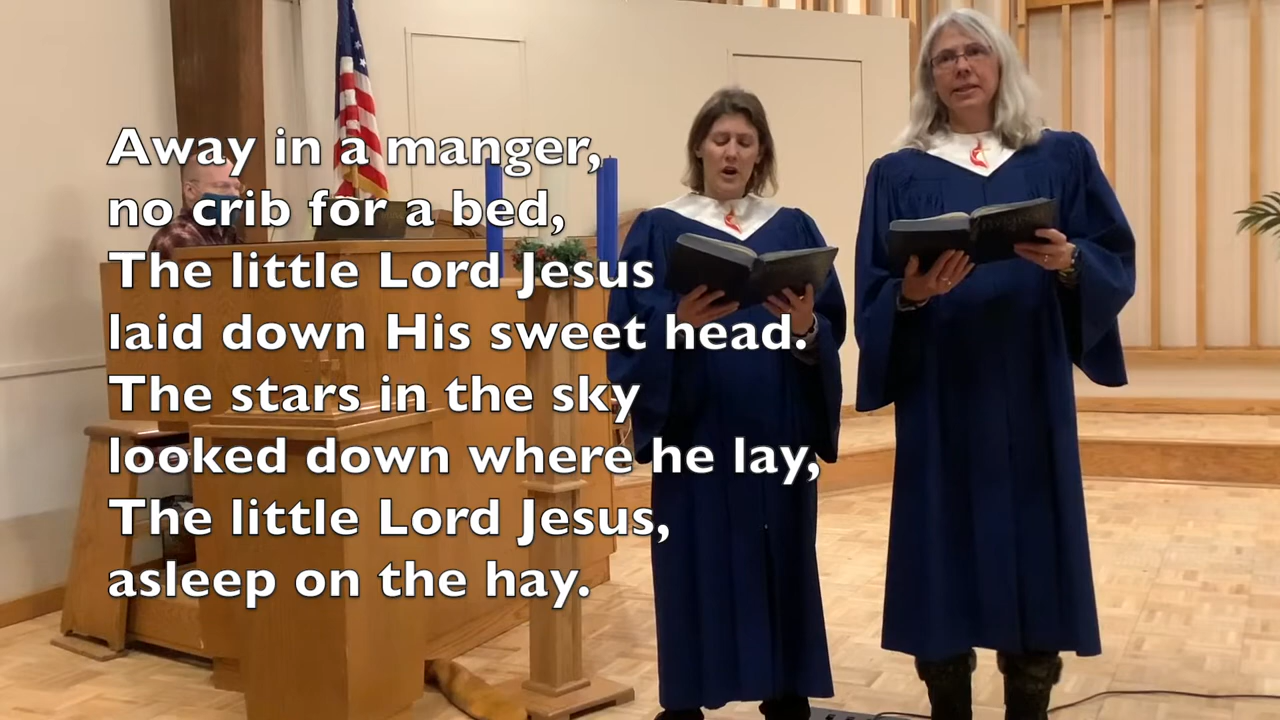 Away in a manger,
no crib for a bed,
The little Lord Jesus
laid down His sweet head.
The stars in the sky
looked down where he lay,
The little Lord Jesus,
asleep on the hay.